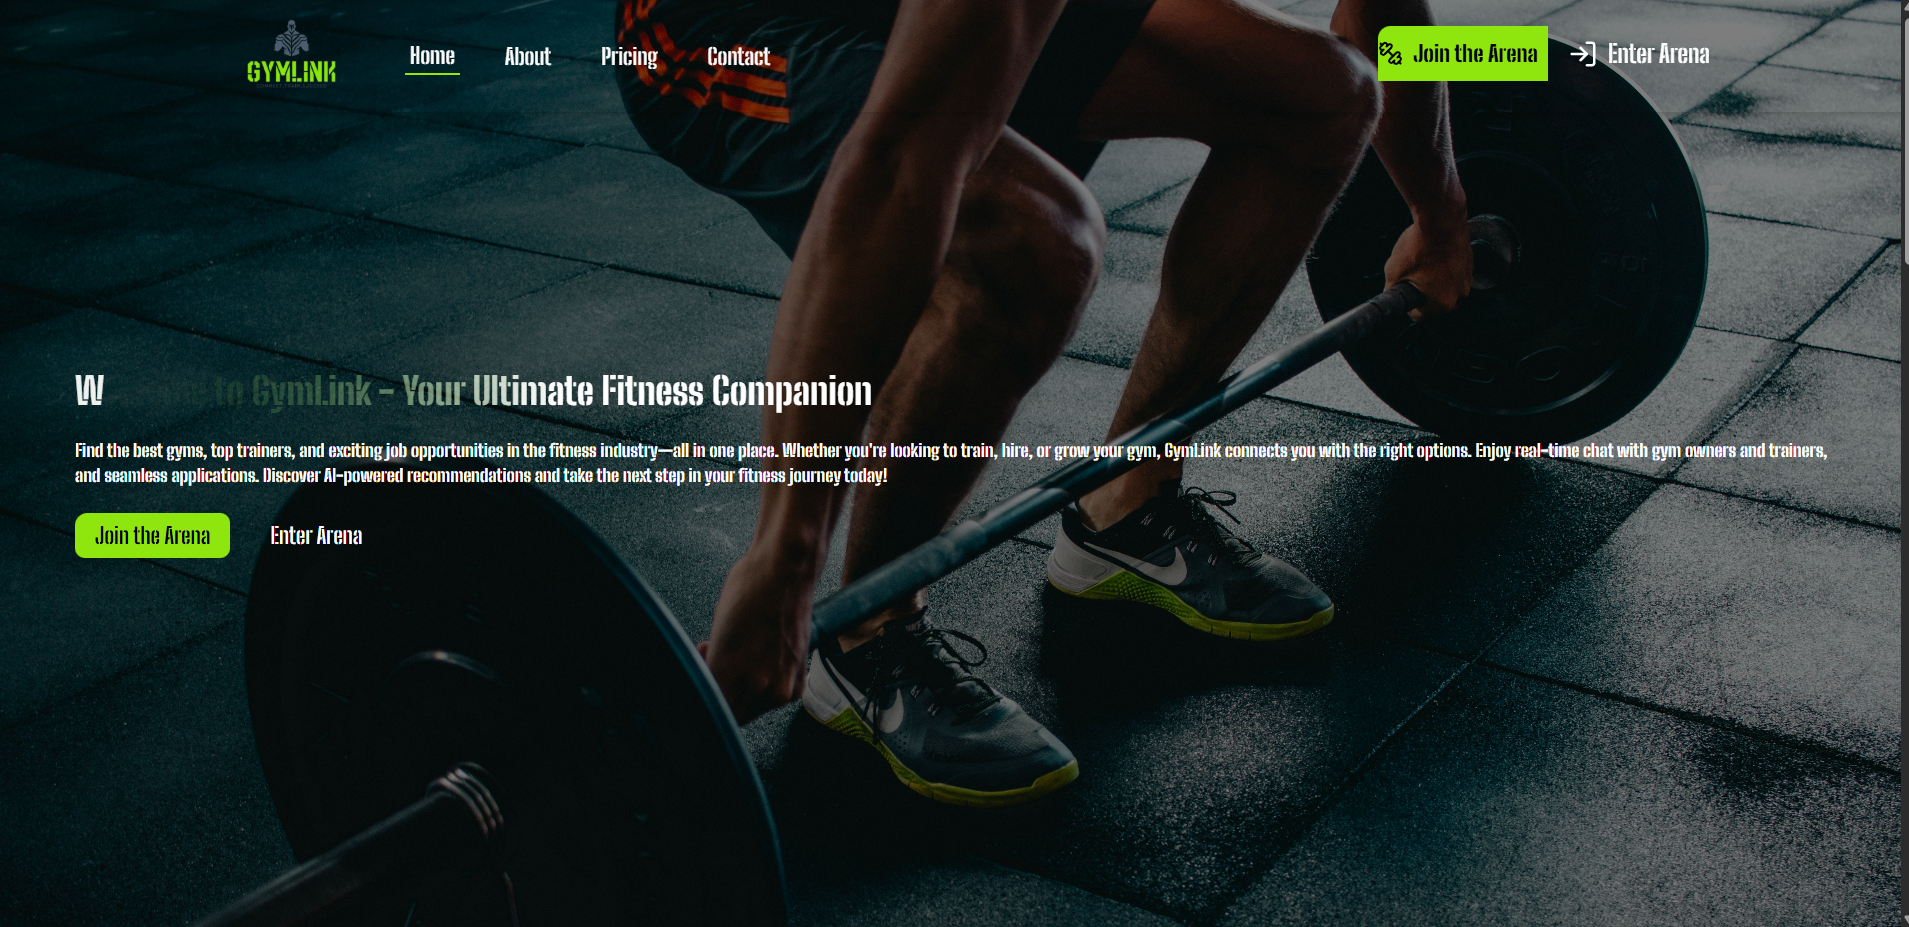 GYMLINK
Home
About
Pricing
Contact
Join the Arena
Enter Arena
W to GymLink - Your Ultimate Fitness Companion
Find the best gyms, top trainers, and exciting job opportunities in the fitness industry—all in one place. Whether you're looking to train, hire, or grow your gym, GymLink connects you with the right options. Enjoy real-time chat with gym owners and trainers,
and seamless applications. Discover AI-powered recommendations and take the next step in your fitness journey today!
Join the Arena
Enter Arena